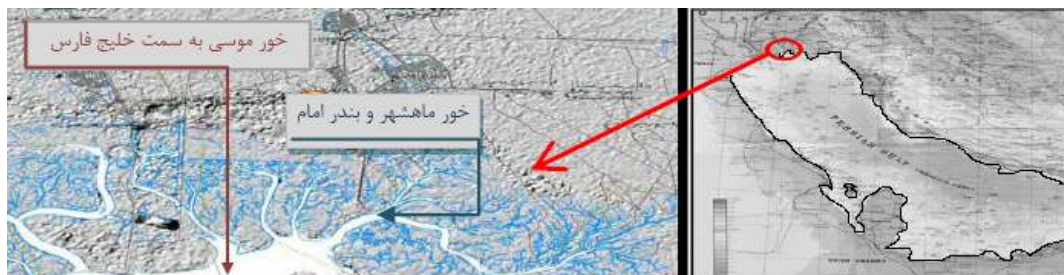 خور موسی به سمت خلیج فارس
خور ماهشهر و بندر امام
PERSIAN GULF